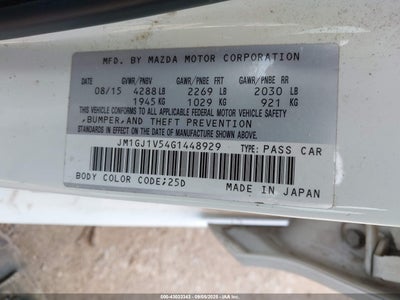 MFD. BY MAZDA MOTOR CORPORATION
08/15 GVWR/PNBV 4288 LB 1945 KG GAWR/PNBE FR 2269 LB 1029 KG GAWR/PNBE RR 2030 LB 921 KG
THIS VEHICLE CONFORMS TO ALL APPLICABLE FEDERAL MOTOR VEHICLE SAFETY
,BUMPER,AND THEFT PREVENTION
STANDARDS IN EFFECT ON THE DATE OF MANUFACTURE SHOWN ABOVE.
JM1GJ1V54G1448929 TYPE: PASS CAR
BODY COLOR CODE;25D MADE IN JAPAN